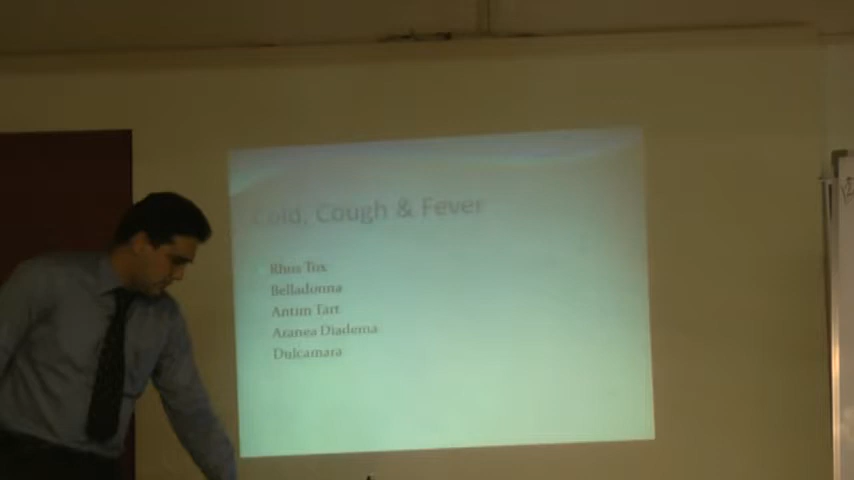 Cold, Cough & Fever
Rhus Tox
Belladonna
Antim Tart
Aranea Diadema
Dulcamara